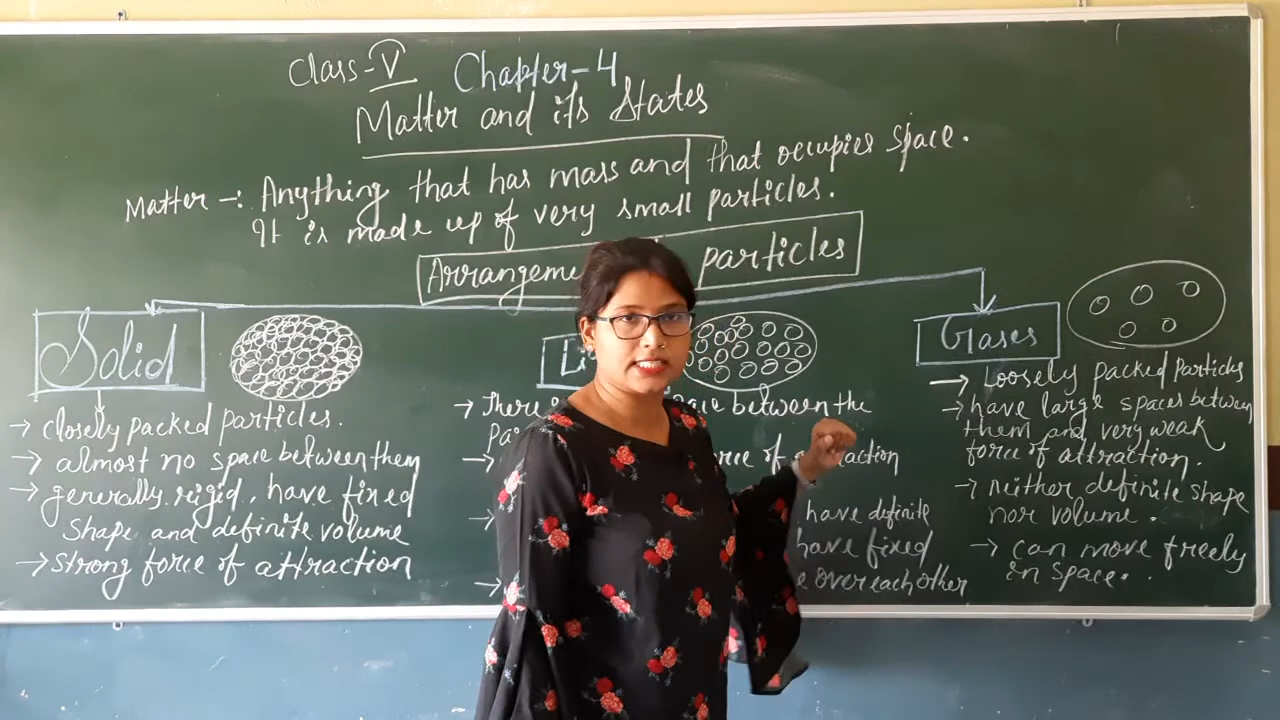 Class-V Chapter-4
Matter and its States
Matter -: Anything that has mass and that occupies space.
It is made up of very small particles.
Arrangeme particles
Solid
→ closely packed particles.
→ almost no space between them
→ generally rigid, have fixed
shape and definite volume
→ strong force of attraction
Li
→ There space between the
Pa
→ rce of attraction
→ have definite
have fixed
→ e over each other
Gases
→ Loosely packed particles
→ have large spaces between
them and very weak
force of attraction.
→ neither definite shape
nor volume.
→ can move freely
in space.